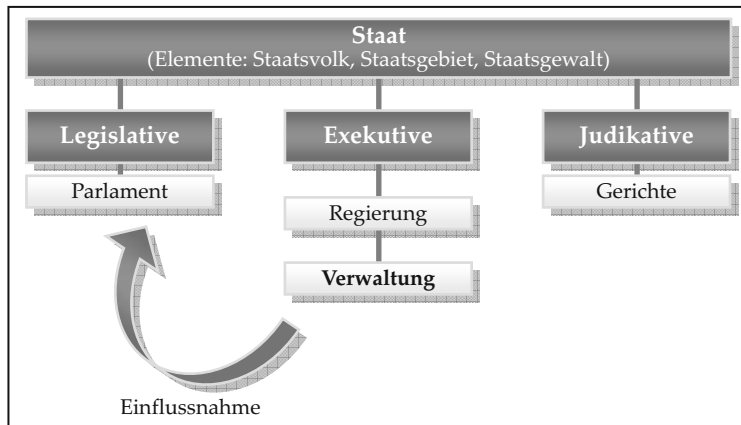 Staat
(Elemente: Staatsvolk, Staatsgebiet, Staatsgewalt)
Legislative
Exekutive
Judikative
Parlament
Regierung
Gerichte
Verwaltung
Einflussnahme